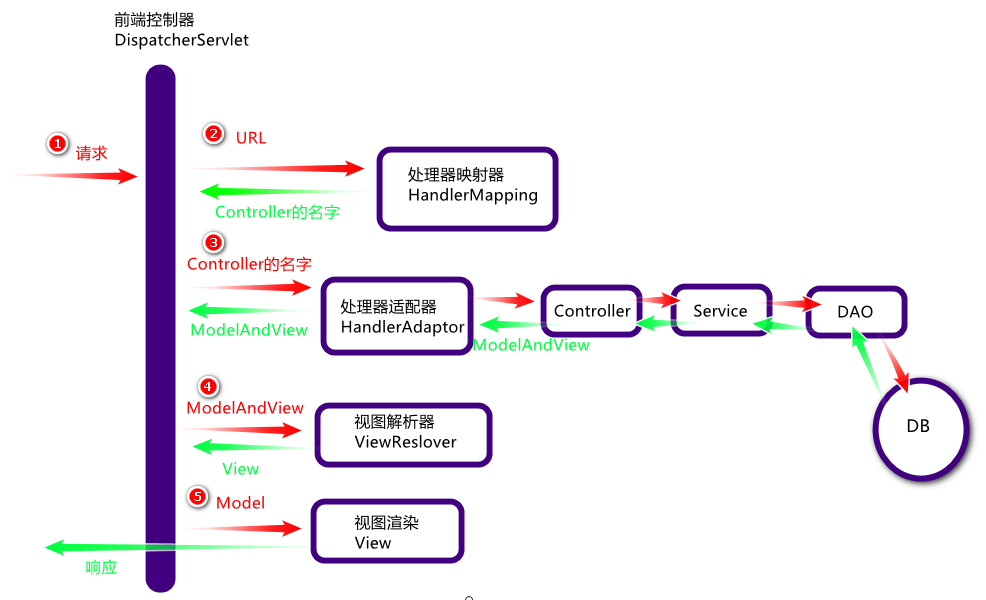 前端控制器
DispatcherServlet
1
请求
2
URL
处理器映射器
HandlerMapping
Controller的名字
3
Controller的名字
处理器适配器
HandlerAdaptor
ModelAndView
Controller
Service
DAO
ModelAndView
DB
4
ModelAndView
视图解析器
ViewReslover
View
5
Model
视图渲染
View
响应